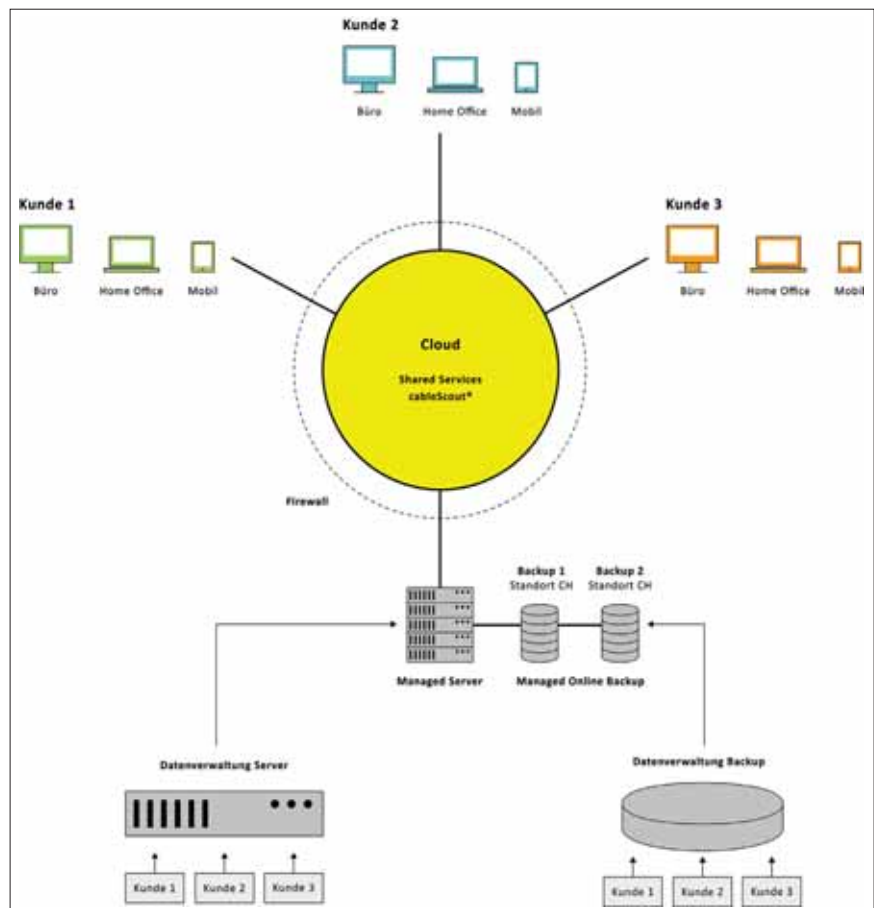 Kunde 2
Büro Home Office Mobil
Kunde 1
Büro Home Office Mobil
Kunde 3
Büro Home Office Mobil
Cloud
Shared Services
cableScout*
Firewall
Backup 1
Standort CH
Backup 2
Standort CH
Managed Server
Managed Online Backup
Datenverwaltung Server
Kunde 1 Kunde 2 Kunde 3
Datenverwaltung Backup
Kunde 1 Kunde 2 Kunde 3